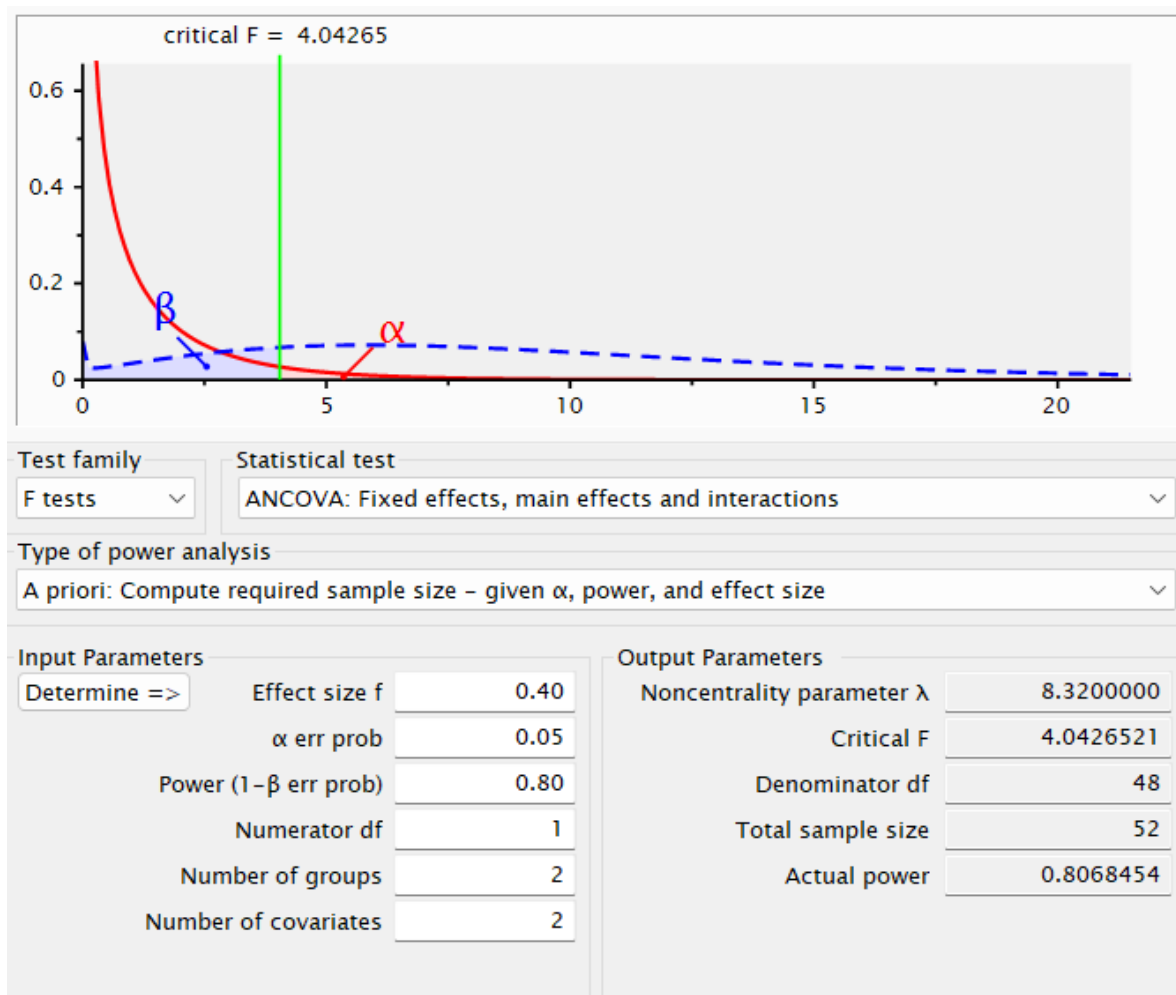 critical F = 4.04265
0.6
0.4
0.2
0
β
α
0 5 10 15 20
Test family
Statistical test
F tests
ANCOVA: Fixed effects, main effects and interactions
Type of power analysis
A priori: Compute required sample size – given α, power, and effect size
Input Parameters
Output Parameters
Determine => Effect size f 0.40
Noncentrality parameter λ 8.3200000
α err prob 0.05
Critical F 4.0426521
Power (1-β err prob) 0.80
Denominator df 48
Numerator df 1
Total sample size 52
Number of groups 2
Actual power 0.8068454
Number of covariates 2